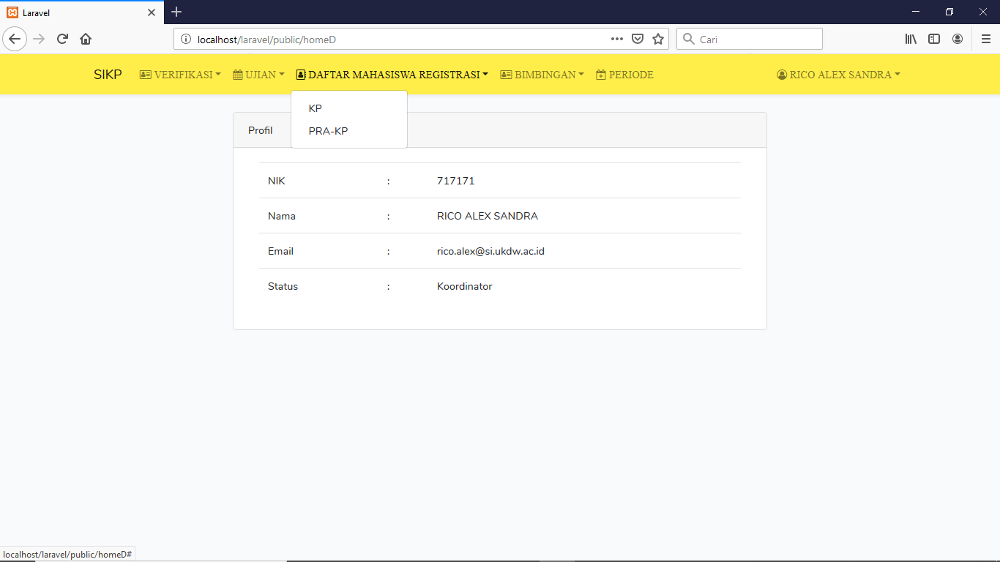 Laravel
localhost/laravel/public/homeD
Cari
SIKP VERIFIKASI UJIAN DAFTAR MAHASISWA REGISTRASI BIMBINGAN PERIODE RICO ALEX SANDRA
KP
PRA-KP
Profil
NIK : 717171
Nama : RICO ALEX SANDRA
Email : rico.alex@si.ukdw.ac.id
Status : Koordinator
localhost/laravel/public/homeD#